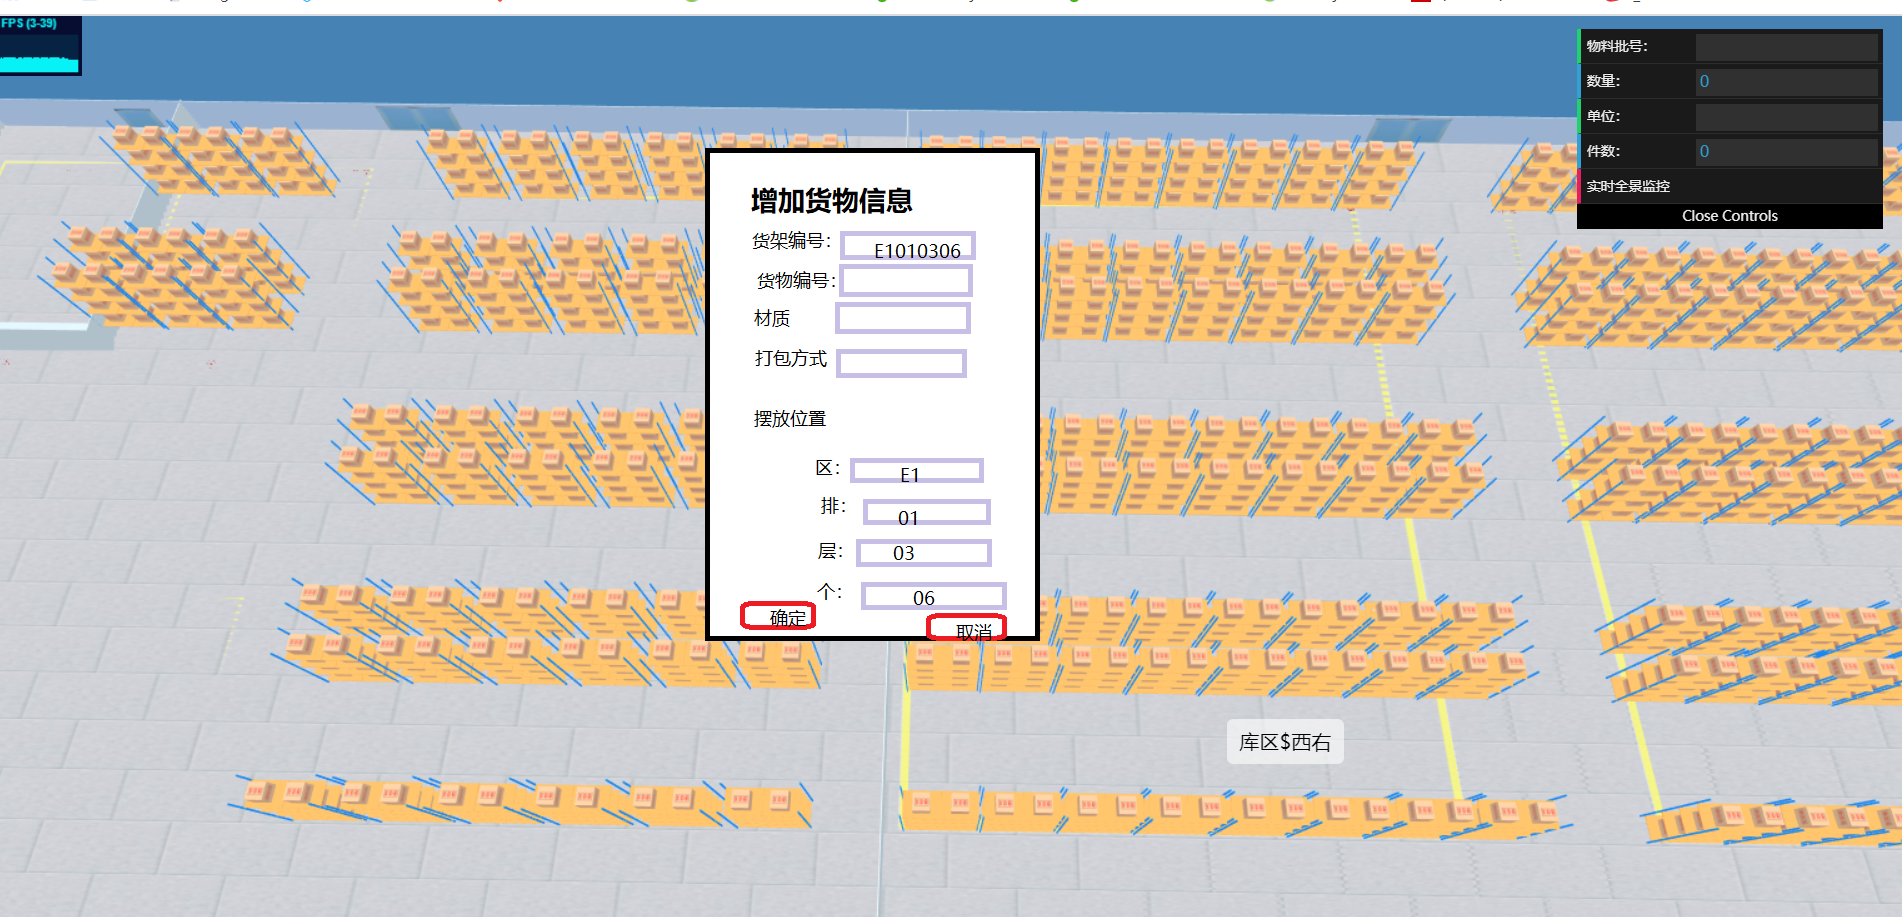 FPS (3-39)
物料批号：
数量： 0
单位：
件数： 0
实时全景监控
Close Controls
增加货物信息
货架编号： E1010306
货物编号：
材质
打包方式
摆放位置
区： E1
排： 01
层： 03
个： 06
确定
取消
库区$西右